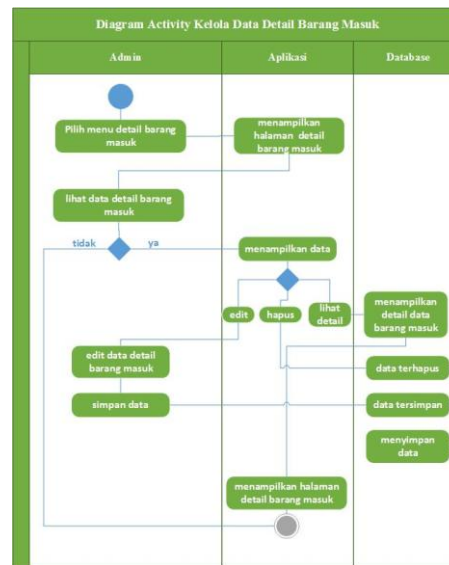 Diagram Activity Kelola Data Detail Barang Masuk
Admin
Aplikasi
Database
Pilih menu detail barang
masuk
menampilkan
halaman detail
barang masuk
lihat data detail barang
masuk
tidak
ya
menampilkan data
edit
hapus
lihat
detail
menampilkan
detail data
barang masuk
edit data detail
barang masuk
data terhapus
simpan data
data tersimpan
menyimpan
data
menampilkan halaman
detail barang masuk